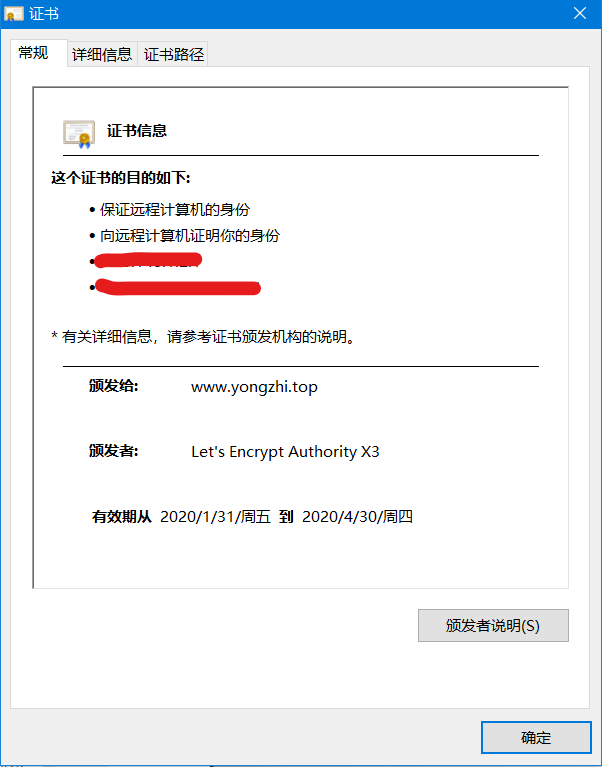 证书
常规 详细信息 证书路径
证书信息
这个证书的目的如下:
• 保证远程计算机的身份
• 向远程计算机证明你的身份
•
•
* 有关详细信息，请参考证书颁发机构的说明。
颁发给: www.yongzhi.top
颁发者: Let's Encrypt Authority X3
有效期从 2020/1/31/周五 到 2020/4/30/周四
颁发者说明(S)
确定